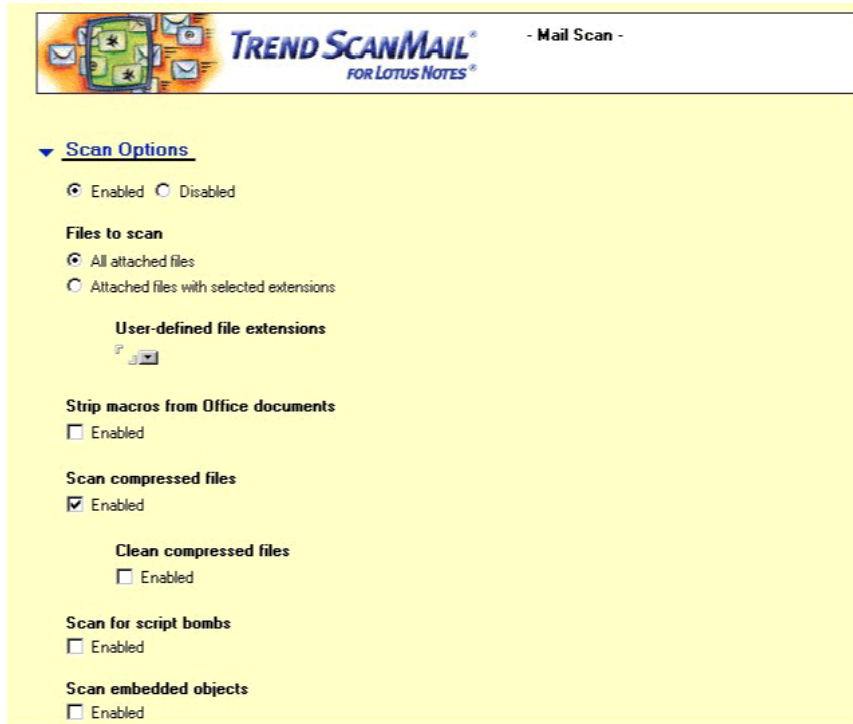 TREND SCANMAIL®
FOR LOTUS NOTES®
- Mail Scan -
Scan Options
Enabled Disabled
Files to scan
All attached files
Attached files with selected extensions
User-defined file extensions
Strip macros from Office documents
Enabled
Scan compressed files
Enabled
Clean compressed files
Enabled
Scan for script bombs
Enabled
Scan embedded objects
Enabled